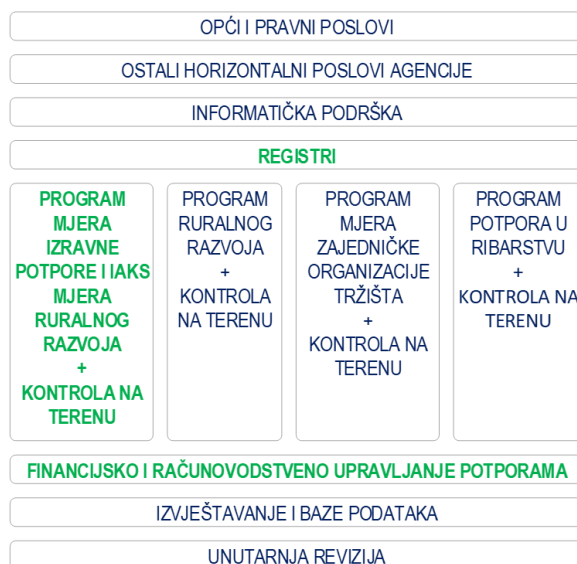 OPĆI I PRAVNI POSLOVI
OSTALI HORIZONTALNI POSLOVI AGENCIJE
INFORMATIČKA PODRŠKA
REGISTRI
PROGRAM
MJERA
IZRAVNE
POTPORE I IAKS
MJERA
RURALNOG
RAZVOJA
+
KONTROLA NA
TERENU
PROGRAM
RURALNOG
RAZVOJA
+
KONTROLA
NA TERENU
PROGRAM
MJERA
ZAJEDNIČKE
ORGANIZACIJE
TRŽIŠTA
+
KONTROLA NA
TERENU
PROGRAM
POTPORA U
RIBARSTVU
+
KONTROLA NA
TERENU
FINANCIJSKO I RAČUNOVODSTVENO UPRAVLJANJE POTPORAMA
IZVJEŠTAVANJE I BAZE PODATAKA
UNUTARNJA REVIZIJA